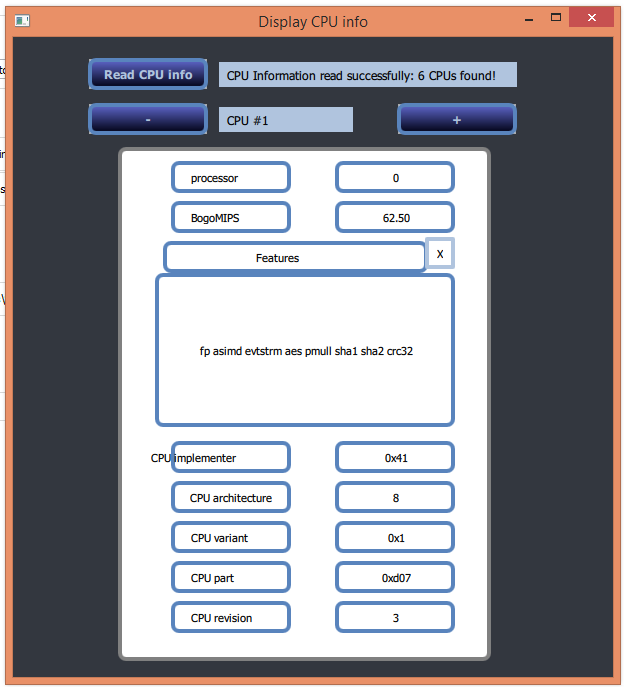 Display CPU info
Read CPU info CPU Information read successfully: 6 CPUs found!
- CPU #1 +
processor 0
BogoMIPS 62.50
Features X
fp asimd evtstrm aes pmull sha1 sha2 crc32
CPU implementer 0x41
CPU architecture 8
CPU variant 0x1
CPU part 0xd07
CPU revision 3